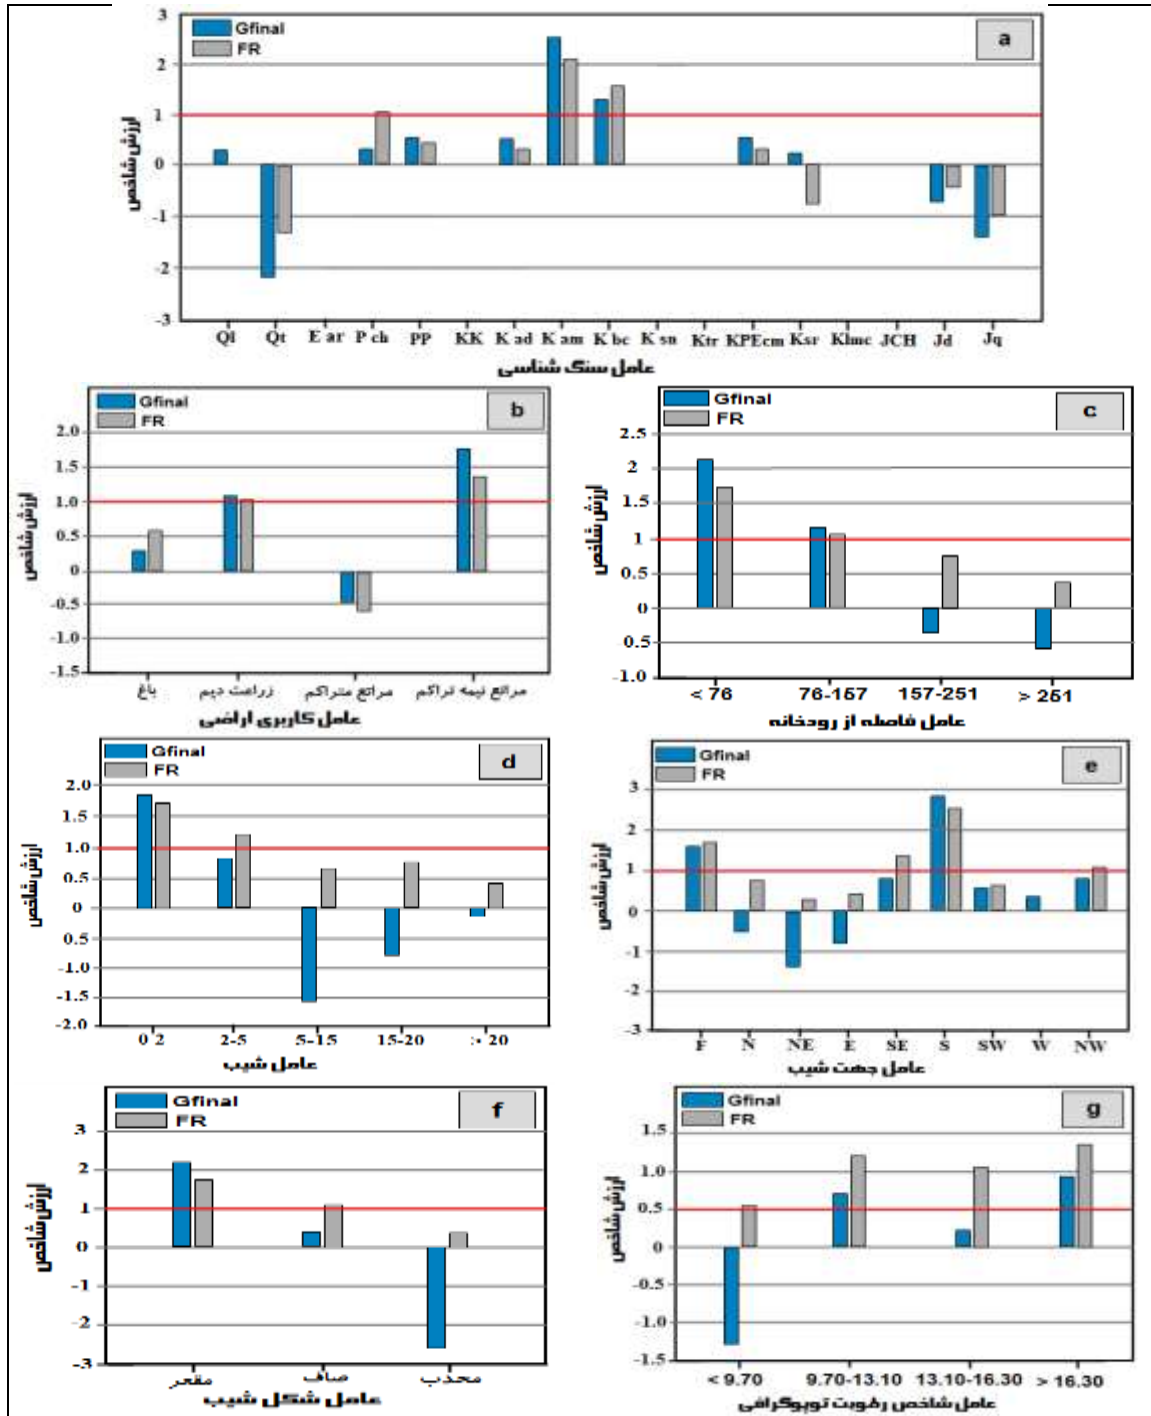 Gfinal
FR
a
3
2
1
0
-1
-2
-3
ارزش شاخص
Ql Qt E ar P ch PP KK K ad K am K bc K sn Ktr KPEcm Ksr Klmc JCH Jd Jq
عامل سنگ شناسی
Gfinal
FR
b
2.0
1.5
1.0
0.5
0
-0.5
-1.0
-1.5
ارزش شاخص
باغ زراعت دیم مراتع متراکم مراتع نیمه تراکم
عامل کاربری اراضی
Gfinal
FR
c
2.5
2
1.5
1
0.5
0
0.5
-1.0
ارزش شاخص
< 76 76-167 157-251 > 251
عامل فاصله از رودخانه
Gfinal
FR
d
2.0
1.5
1.0
0.5
0
0.5
-1.0
-1.5
-2.0
ارزش شاخص
0 2 2-5 5-15 15-20 > 20
عامل شیب
Gfinal
FR
e
3
2
1
0
-1
-2
-3
ارزش شاخص
F N NE E SE S SW W NW
عامل جهت شیب
Gfinal
FR
f
3
2
1
0
-1
-2
-3
ارزش شاخص
مقعر صاف محدب
عامل شکل شیب
Gfinal
FR
g
1.5
1.0
0.5
0
-0.5
-1.0
-1.5
ارزش شاخص
< 9.70 9.70-13.10 13.10-16.30 > 16.30
عامل شاخص رطوبت توپوگرافی